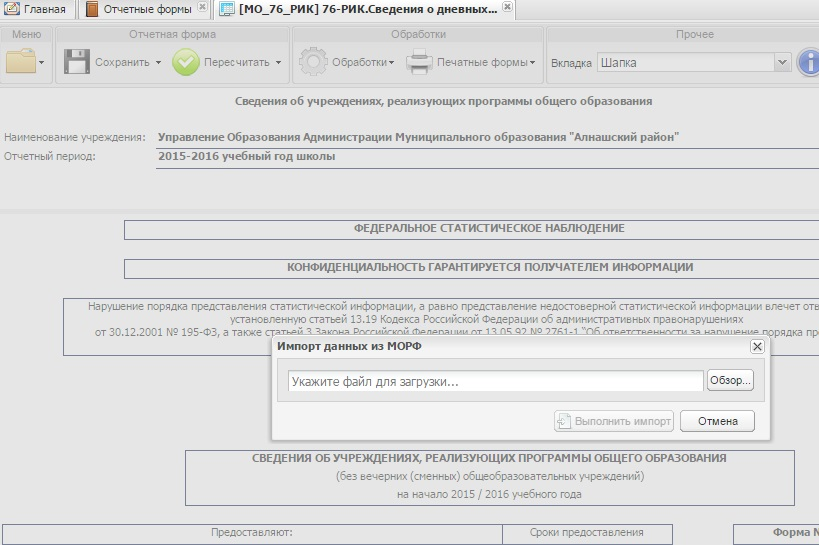 Главная
Отчетные формы
[МО_76_РИК] 76-РИК.Сведения о дневных...
Меню
Отчетная форма
Обработки
Прочее
Сохранить
Пересчитать
Обработки
Печатные формы
Вкладка
Шапка
Сведения об учреждениях, реализующих программы общего образования
Наименование учреждения: Управление Образования Администрации Муниципального образования "Алнашский район"
Отчетный период: 2015-2016 учебный год школы
ФЕДЕРАЛЬНОЕ СТАТИСТИЧЕСКОЕ НАБЛЮДЕНИЕ
КОНФИДЕНЦИАЛЬНОСТЬ ГАРАНТИРУЕТСЯ ПОЛУЧАТЕЛЕМ ИНФОРМАЦИИ
Нарушение порядка представления статистической информации, а равно представление недостоверной статистической информации влечет отв
установленную статьей 13.19 Кодекса Российской Федерации об административных правонарушениях
от 30.12.2001 № 195-ФЗ, а также статьей 3 Закона Российской Федерации от 13.05.92 № 2761-1 "Об ответственности за нарушение порядка пр
Импорт данных из МОРФ
Укажите файл для загрузки...
Обзор...
Выполнить импорт
Отмена
СВЕДЕНИЯ ОБ УЧРЕЖДЕНИЯХ, РЕАЛИЗУЮЩИХ ПРОГРАММЫ ОБЩЕГО ОБРАЗОВАНИЯ
(без вечерних (сменных) общеобразовательных учреждений)
на начало 2015 / 2016 учебного года
Предоставляют:
Сроки предоставления
Форма №